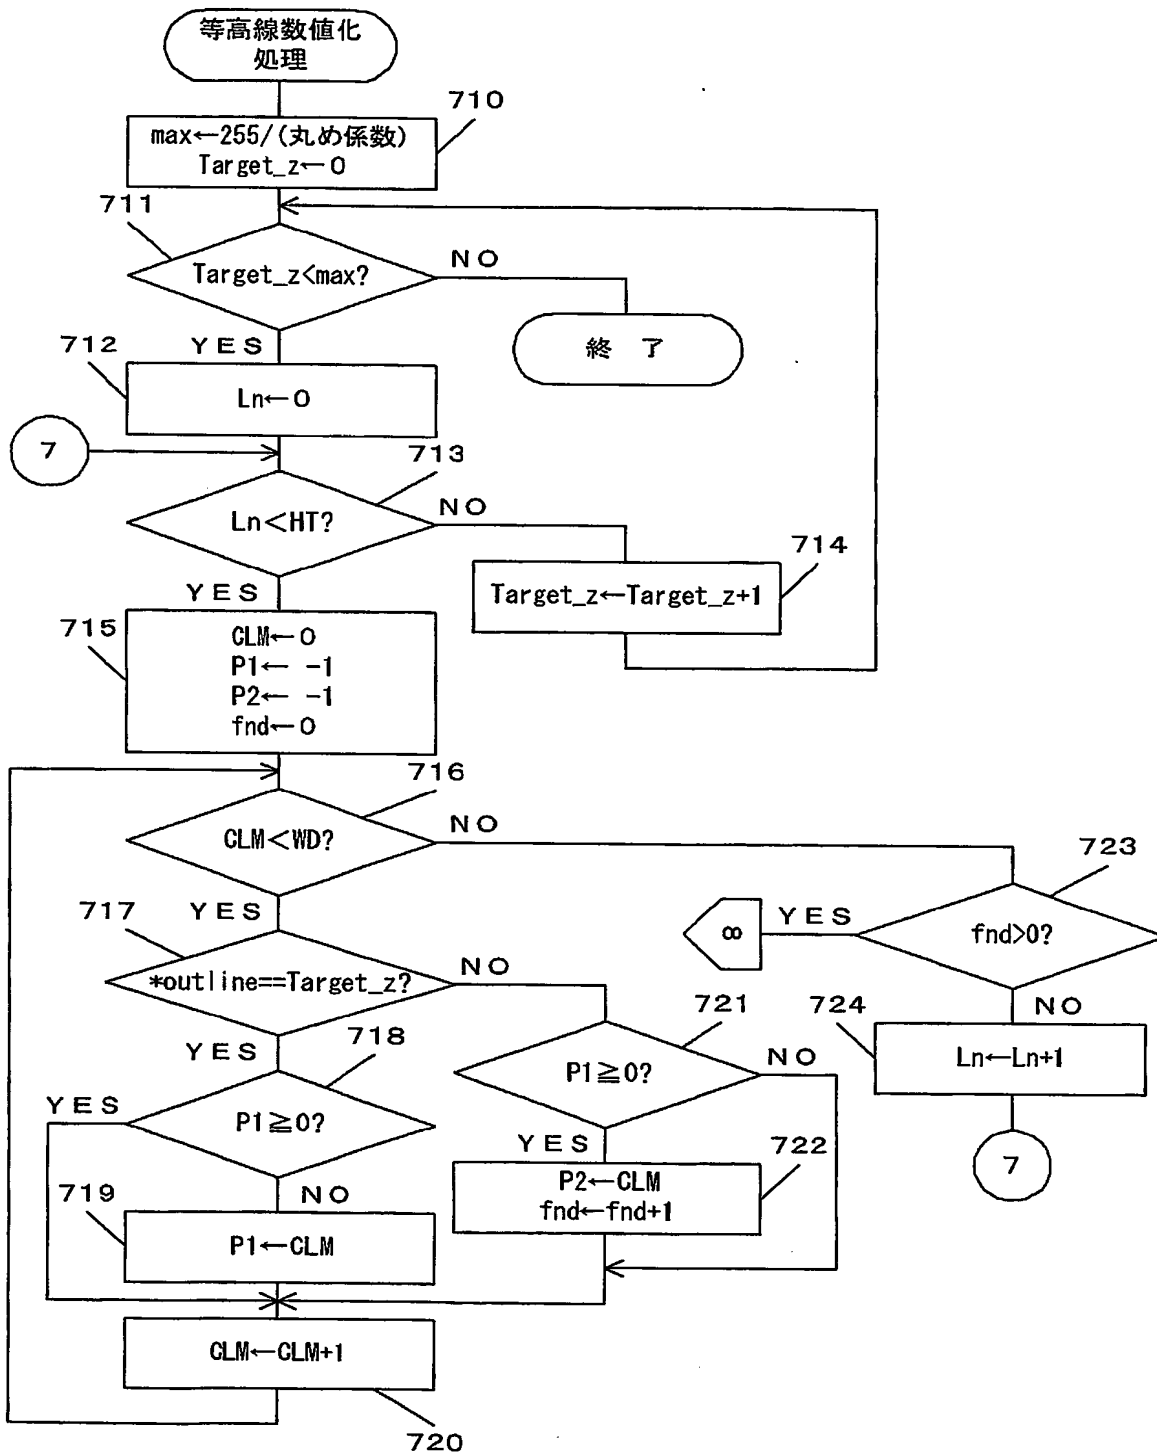 等高線数値化
処理
710
max←255/(丸め係数)
Target_z←0
711
Target_z<max?
NO
YES
終 了
712
Ln←0
7
713
Ln<HT?
NO
YES
714
Target_z←Target_z+1
715
CLM←0
P1← -1
P2← -1
fnd←0
716
CLM<WD?
NO
YES
723
fnd>0?
YES
8
NO
717
*outline==Target_z?
NO
YES
724
Ln←Ln+1
7
718
P1≧0?
YES
NO
721
P1≧0?
NO
YES
722
P2←CLM
fnd←fnd+1
719
P1←CLM
CLM←CLM+1
720